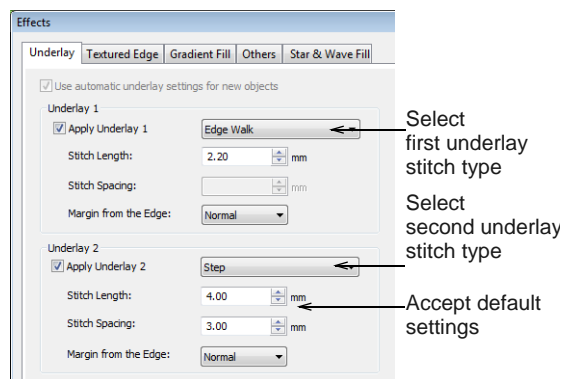 Effects
Underlay Textured Edge Gradient Fill Others Star & Wave Fill
Use automatic underlay settings for new objects
Underlay 1
Apply Underlay 1 Edge Walk
Stitch Length: 2.20 mm
Stitch Spacing: mm
Margin from the Edge: Normal
Select
first underlay
stitch type
Underlay 2
Apply Underlay 2 Step
Stitch Length: 4.00 mm
Stitch Spacing: 3.00 mm
Margin from the Edge: Normal
Select
second underlay
stitch type
Accept default
settings